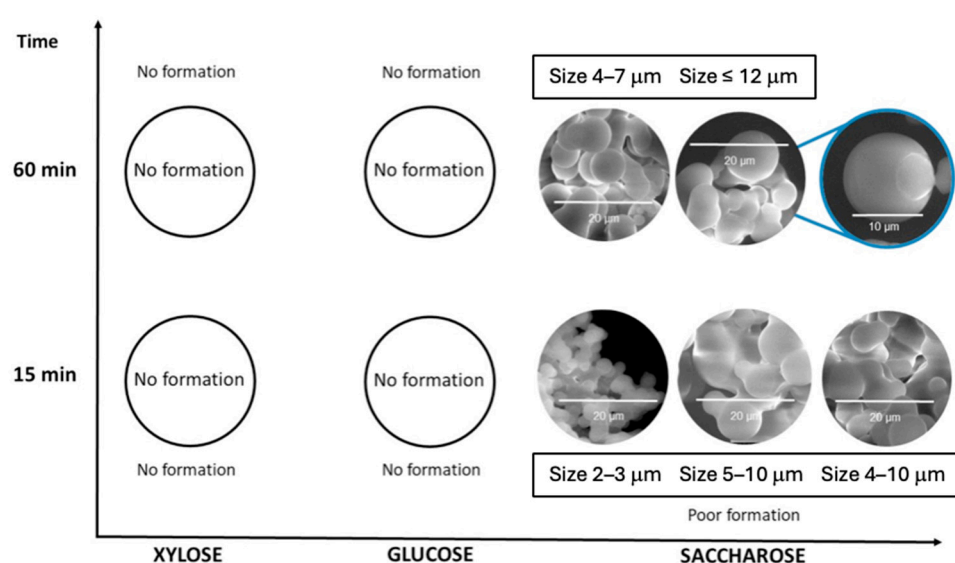 Time
No formation
No formation
Size 4–7 μm Size ≤ 12 μm
60 min
No formation
No formation
20 μm
20 μm
10 μm
15 min
No formation
No formation
20 μm
20 μm
20 μm
No formation
No formation
Size 2–3 μm Size 5–10 μm Size 4–10 μm
Poor formation
XYLOSE
GLUCOSE
SACCHAROSE